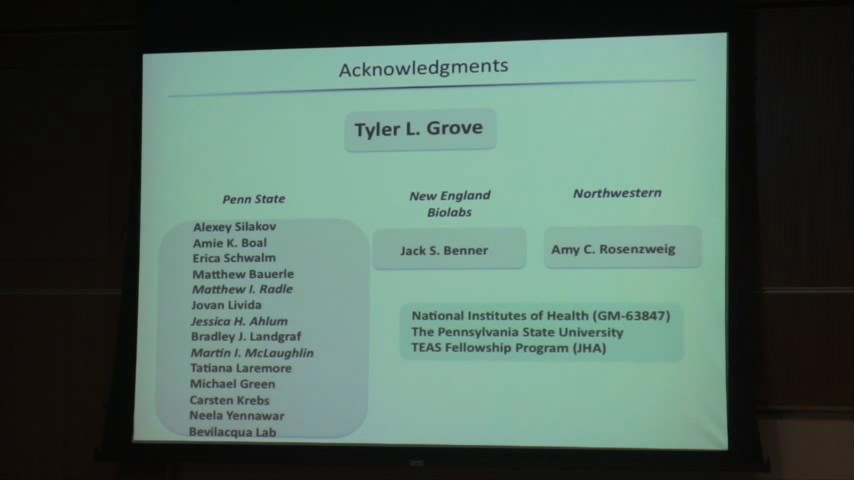 Acknowledgments
Tyler L. Grove
Penn State
Alexey Silakov
Amie K. Boal
Erica Schwalm
Matthew Bauerle
Matthew I. Radle
Jovan Livida
Jessica H. Ahlum
Bradley J. Landgraf
Martin I. McLaughlin
Tatiana Laremore
Michael Green
Carsten Krebs
Neela Yennawar
Bevilacqua Lab
New England
Biolabs
Jack S. Benner
Northwestern
Amy C. Rosenzweig
National Institutes of Health (GM-63847)
The Pennsylvania State University
TEAS Fellowship Program (JHA)